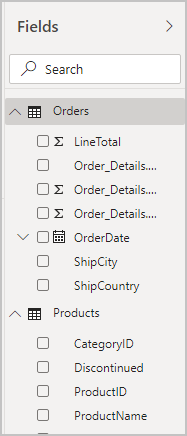 Fields
Search
Orders
LineTotal
Order_Details....
Order_Details....
Order_Details....
OrderDate
ShipCity
ShipCountry
Products
CategoryID
Discontinued
ProductID
ProductName